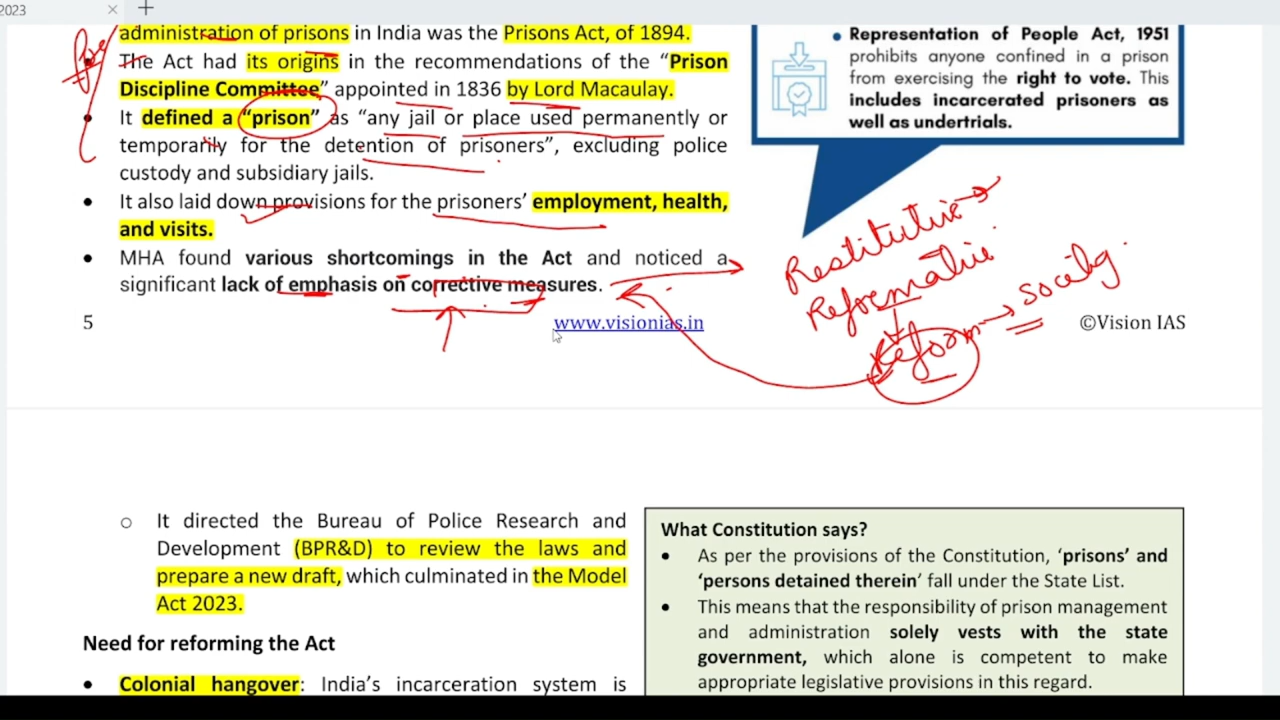 2023
administration of prisons in India was the Prisons Act, of 1894.
The Act had its origins in the recommendations of the “Prison
Discipline Committee” appointed in 1836 by Lord Macaulay.
• It defined a “prison” as “any jail or place used permanently or
temporarily for the detention of prisoners”, excluding police
custody and subsidiary jails.
• It also laid down provisions for the prisoners’ employment, health,
and visits.
• MHA found various shortcomings in the Act and noticed a
significant lack of emphasis on corrective measures.
• Representation of People Act, 1951
prohibits anyone confined in a prison
from exercising the right to vote. This
includes incarcerated prisoners as
well as undertrials.
Restitutive
Reformative
Reform → Society
5
www.visionias.in
©Vision IAS
o It directed the Bureau of Police Research and
Development (BPR&D) to review the laws and
prepare a new draft, which culminated in the Model
Act 2023.
Need for reforming the Act
• Colonial hangover: India’s incarceration system is
What Constitution says?
• As per the provisions of the Constitution, ‘prisons’ and
‘persons detained therein’ fall under the State List.
• This means that the responsibility of prison management
and administration solely vests with the state
government, which alone is competent to make
appropriate legislative provisions in this regard.